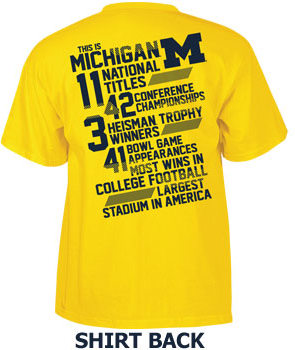 THIS IS
MICHIGAN M
11 NATIONAL
TITLES
42 CONFERENCE
CHAMPIONSHIPS
3 HEISMAN TROPHY
WINNERS
41 BOWL GAME
APPEARANCES
MOST WINS IN
COLLEGE FOOTBALL
LARGEST
STADIUM IN AMERICA
SHIRT BACK